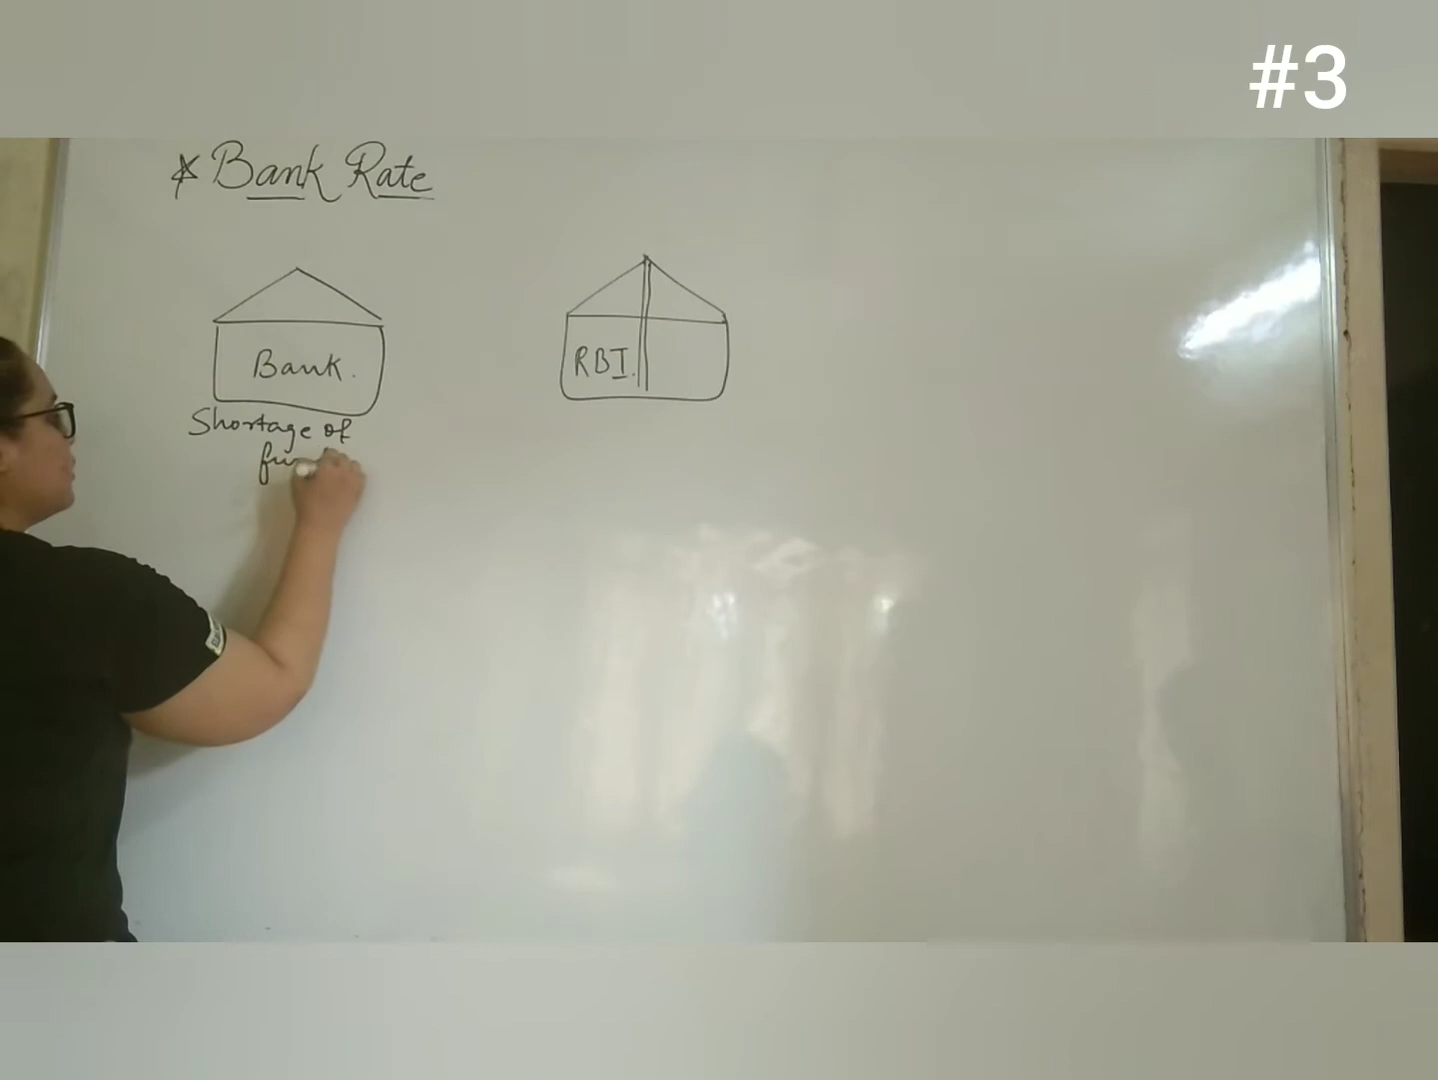 #3
* Bank Rate
Bank.
RBI.
Shortage of